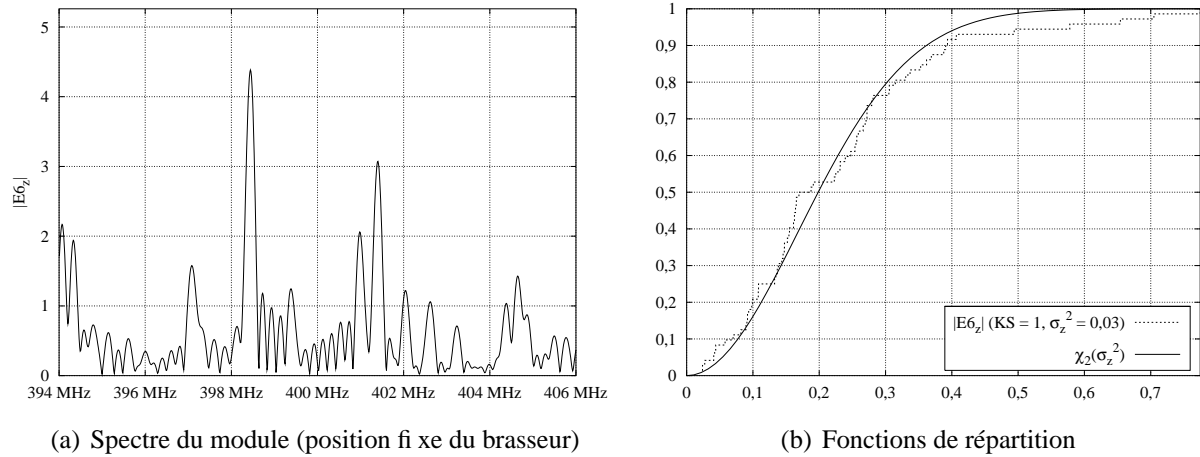 5
4
3
2
1
0
|E6z|
394 MHz 396 MHz 398 MHz 400 MHz 402 MHz 404 MHz 406 MHz
(a) Spectre du module (position fi xe du brasseur)
1
0,9
0,8
0,7
0,6
0,5
0,4
0,3
0,2
0,1
0
|E6z| (KS = 1, σz² = 0,03)
χ2(σz²)
0 0,1 0,2 0,3 0,4 0,5 0,6 0,7
(b) Fonctions de répartition